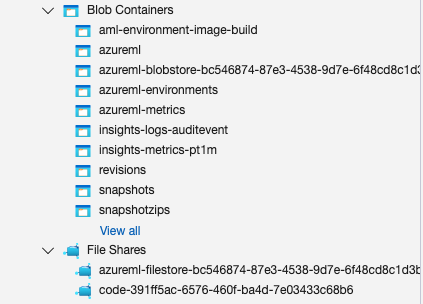 Blob Containers
aml-environment-image-build
azureml
azureml-blobstore-bc546874-87e3-4538-9d7e-6f48cd8c1d3
azureml-environments
azureml-metrics
insights-logs-auditevent
insights-metrics-pt1m
revisions
snapshots
snapshotzips
View all
File Shares
azureml-filestore-bc546874-87e3-4538-9d7e-6f48cd8c1d3b
code-391ff5ac-6576-460f-ba4d-7e03433c68b6